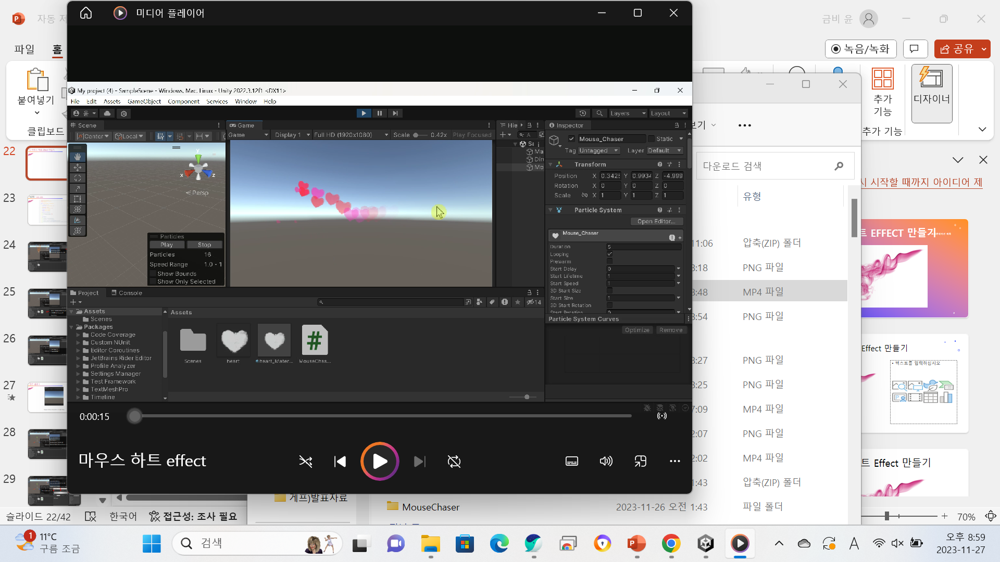 미디어 플레이어
금비 윤
파일
홈
녹음/녹화
공유
붙여넣기
클립보드
추가
기능
디자이너
추가 기능
My project (4) - SampleScene - Windows, Mac, Linux - Unity 2022.3.12f1 <DX11>
File Edit Assets GameObject Component Services Window Help
Layers
Layout
Scene
Center
Local
Persp
y
x
z
Particles
Play Stop
Particles 16
Speed Range 1.0 - 1
Show Bounds
Show Only Selected
Game
Game Display 1 Full HD (1920x1080) Scale 0.42x Play Focused
Hie
Inspector
Mouse_Chaser Static
Tag Untagged Layer Default
Transform
Position X 0.342 Y 0.9934 Z -4.999
Rotation X 0 Y 0 Z 0
Scale X 1 Y 1 Z 1
Particle System
Open Editor...
Mouse_Chaser
Duration 5
Looping
Prewarm
Start Delay 0
Start Lifetime 1
Start Speed 1
3D Start Size
Start Size 1
3D Start Rotation
Start Rotation 0
Particle System Curves
Optimize Remove
Project Console
14
Assets
Scenes
Packages
Code Coverage
Custom NUnit
Editor Coroutines
JetBrains Rider Editor
Profile Analyzer
Settings Manager
Test Framework
TextMeshPro
Timeline
Assets
Scenes
heart
heart_Mater...
MouseChas...
0:00:15
마우스 하트 effect
22
23
24
25
26
27
28
29
다운로드 검색
유형
11:06 압축(ZIP) 폴더
3:18 PNG 파일
3:48 MP4 파일
3:54 PNG 파일
3:27 PNG 파일
3:25 PNG 파일
7:09 MP4 파일
2:07 PNG 파일
2:02 MP4 파일
1:43 압축(ZIP) 폴더
MouseChaser 2023-11-26 오전 1:43 파일 폴더
게프)발표자료
시작할 때까지 아이디어 제
트 EFFECT 만들기
Effect 만들기
텍스트를 입력하십시오
트 Effect 만들기
슬라이드 22/42
한국어
접근성: 조사 필요
70%
1
11°C
구름 조금
검색
A
오후 8:59
2023-11-27